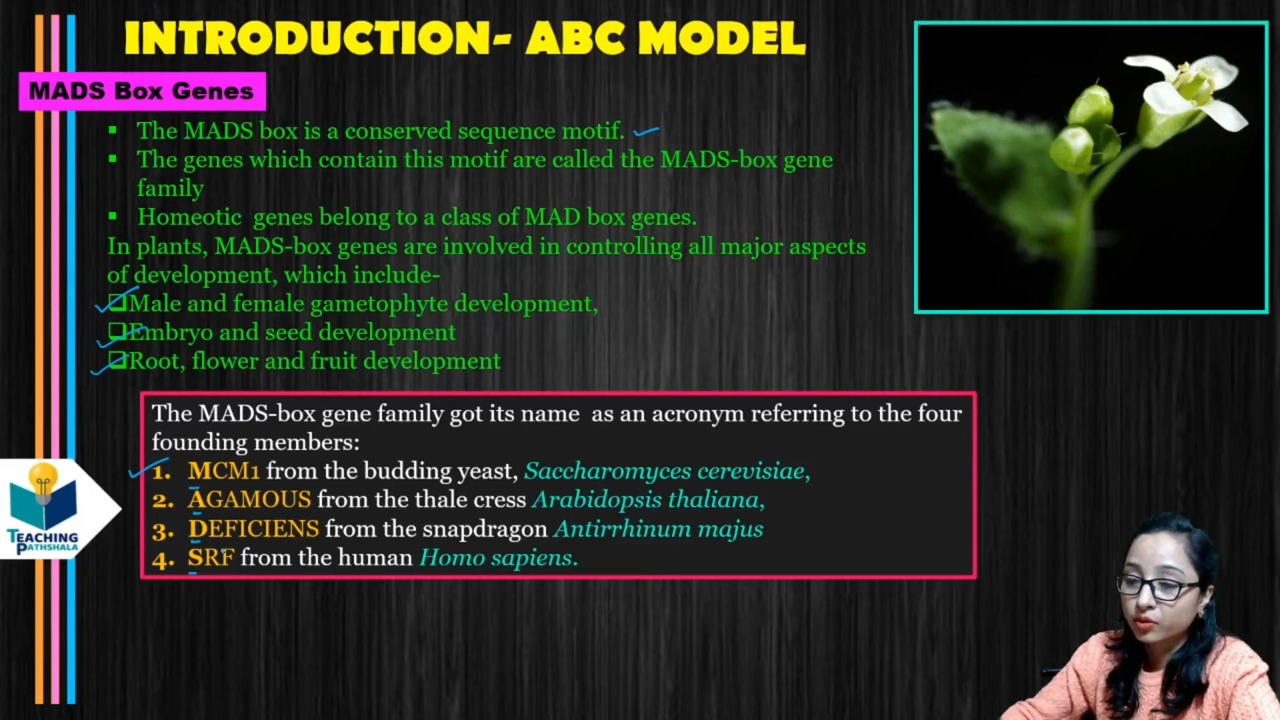 INTRODUCTION- ABC MODEL
MADS Box Genes
▪ The MADS box is a conserved sequence motif.
▪ The genes which contain this motif are called the MADS-box gene
family
▪ Homeotic genes belong to a class of MAD box genes.
In plants, MADS-box genes are involved in controlling all major aspects
of development, which include-
❑Male and female gametophyte development,
❑Embryo and seed development
❑Root, flower and fruit development
The MADS-box gene family got its name as an acronym referring to the four
founding members:
1. MCM1 from the budding yeast, Saccharomyces cerevisiae,
2. AGAMOUS from the thale cress Arabidopsis thaliana,
3. DEFICIENS from the snapdragon Antirrhinum majus
4. SRF from the human Homo sapiens.
TEACHING
PATHSHALA